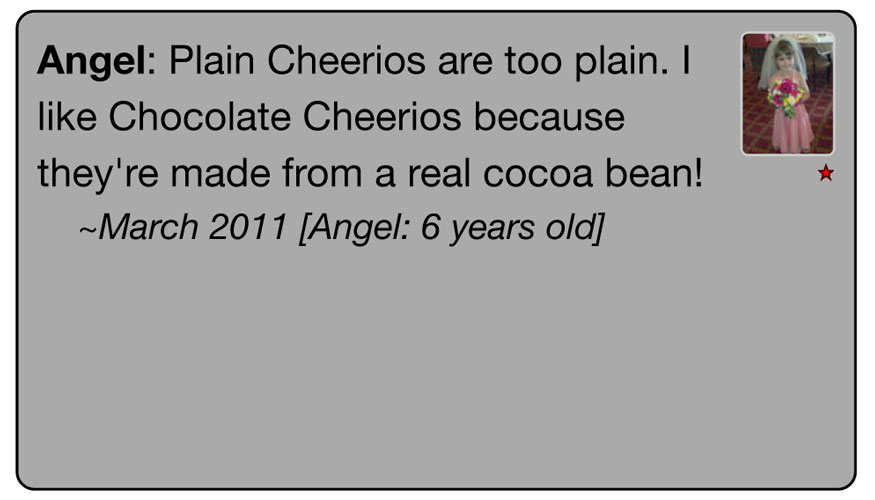 Angel: Plain Cheerios are too plain. I
like Chocolate Cheerios because
they're made from a real cocoa bean!
~March 2011 [Angel: 6 years old]